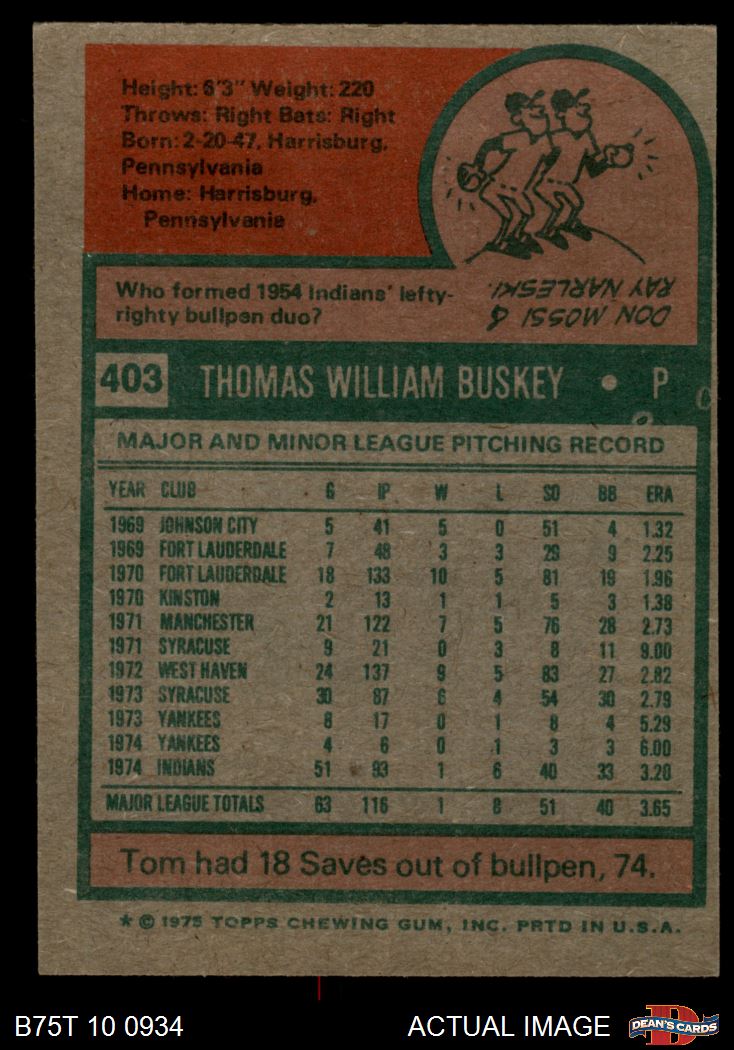 Height: 6'3" Weight: 220
Throws: Right Bats: Right
Born: 2-20-47, Harrisburg,
Pennsylvania
Home: Harrisburg,
Pennsylvania
Who formed 1954 Indians' lefty-
righty bullpen duo?
DON MOSSI &
RAY NARLESKI.
403 THOMAS WILLIAM BUSKEY • P
MAJOR AND MINOR LEAGUE PITCHING RECORD
YEAR CLUB G IP W L SO BB ERA
1969 JOHNSON CITY 5 41 5 0 51 4 1.32
1969 FORT LAUDERDALE 7 48 3 3 29 9 2.25
1970 FORT LAUDERDALE 18 133 10 5 81 19 1.96
1970 KINSTON 2 13 1 1 5 3 1.38
1971 MANCHESTER 21 122 7 5 76 28 2.73
1971 SYRACUSE 9 21 0 3 8 11 9.00
1972 WEST HAVEN 24 137 9 5 83 27 2.82
1973 SYRACUSE 30 87 6 4 54 30 2.79
1973 YANKEES 8 17 0 1 8 4 5.29
1974 YANKEES 4 6 0 1 3 3 6.00
1974 INDIANS 51 93 1 6 40 33 3.20
MAJOR LEAGUE TOTALS 63 116 1 8 51 40 3.65
Tom had 18 Saves out of bullpen, 74.
* © 1975 TOPPS CHEWING GUM, INC. PRTD IN U.S.A.
B75T 10 0934 ACTUAL IMAGE DEAN'S CARDS